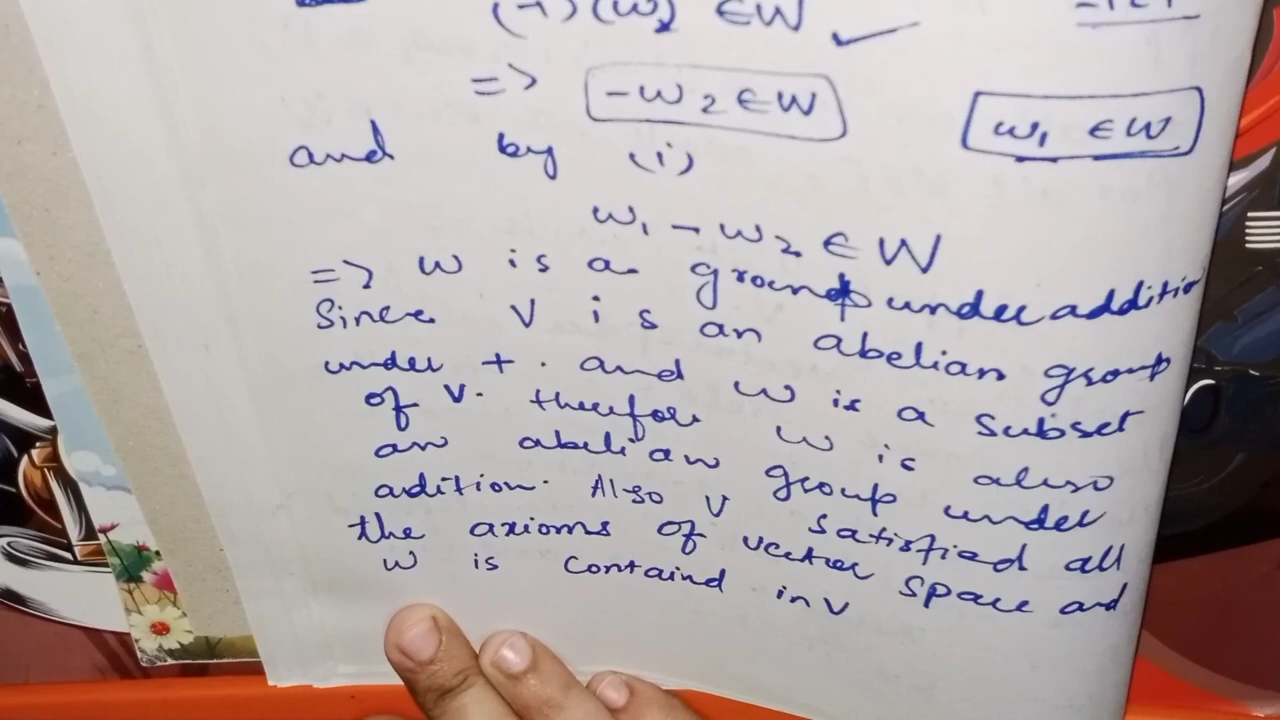 (-1)(w2) ∈W ✓
=> -w2 ∈W
w1 ∈W
and by (i)
w1 - w2 ∈ W
=> W is a group under addition
Since V is an abelian group
under + . and W is a subset
of V. therefore W is also
an abelian group under
adition. Also V satisfied all
the axioms of vector space and
W is containd in V